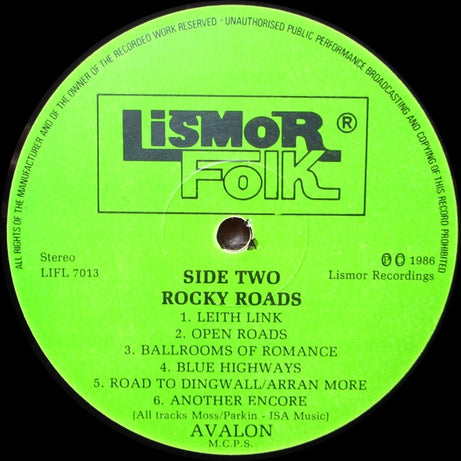 ALL RIGHTS OF THE MANUFACTURER AND OF THE OWNER OF THE RECORDED WORK RESERVED - UNAUTHORISED PUBLIC PERFORMANCE BROADCASTING AND COPYING OF THIS RECORD PROHIBITED
LiSMOR ®
FOlK
Stereo
LIFL 7013
℗ © 1986
Lismor Recordings
SIDE TWO
ROCKY ROADS
1. LEITH LINK
2. OPEN ROADS
3. BALLROOMS OF ROMANCE
4. BLUE HIGHWAYS
5. ROAD TO DINGWALL/ARRAN MORE
6. ANOTHER ENCORE
(All tracks Moss/Parkin - ISA Music)
AVALON
M.C.P.S.